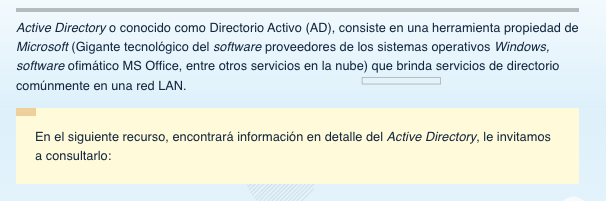 Active Directory o conocido como Directorio Activo (AD), consiste en una herramienta propiedad de
Microsoft (Gigante tecnológico del software proveedores de los sistemas operativos Windows,
software ofimático MS Office, entre otros servicios en la nube) que brinda servicios de directorio
comúnmente en una red LAN.
En el siguiente recurso, encontrará información en detalle del Active Directory, le invitamos
a consultarlo: